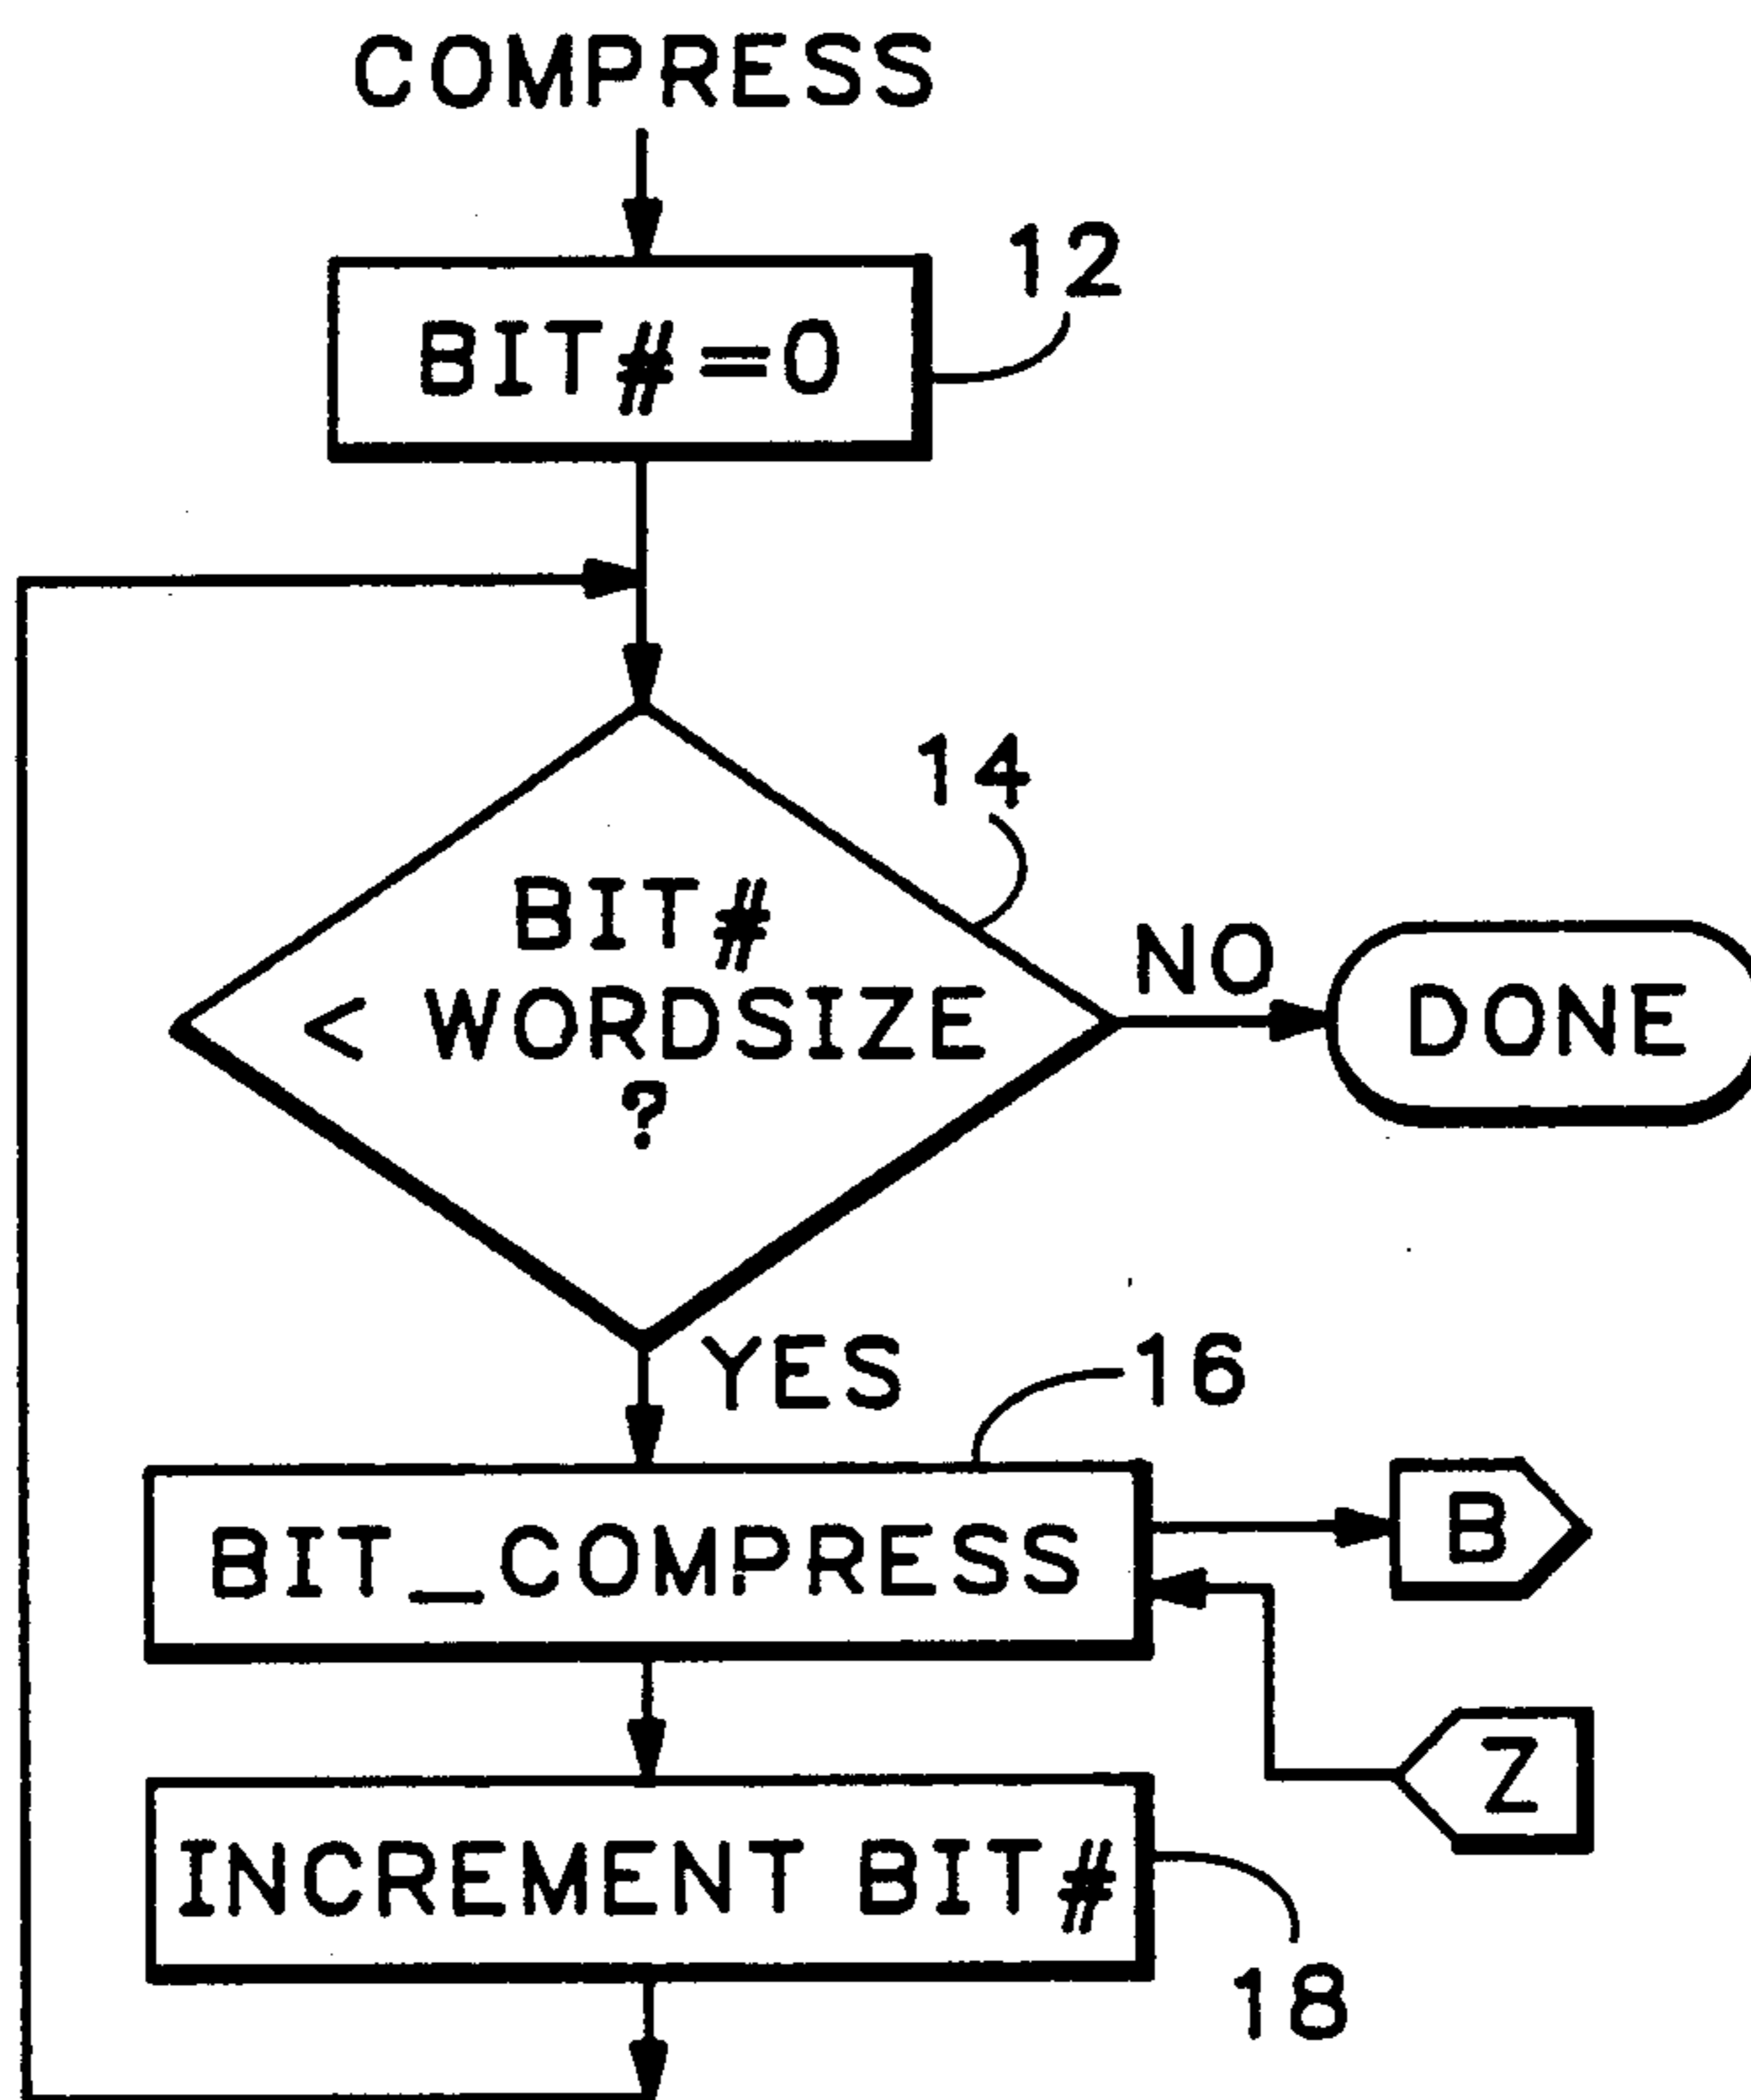 COMPRESS
12
BIT#=0
14
BIT#
< WORDSIZE
?
NO
DONE
YES
16
BIT_COMPRESS
B
Z
INCREMENT BIT#
18